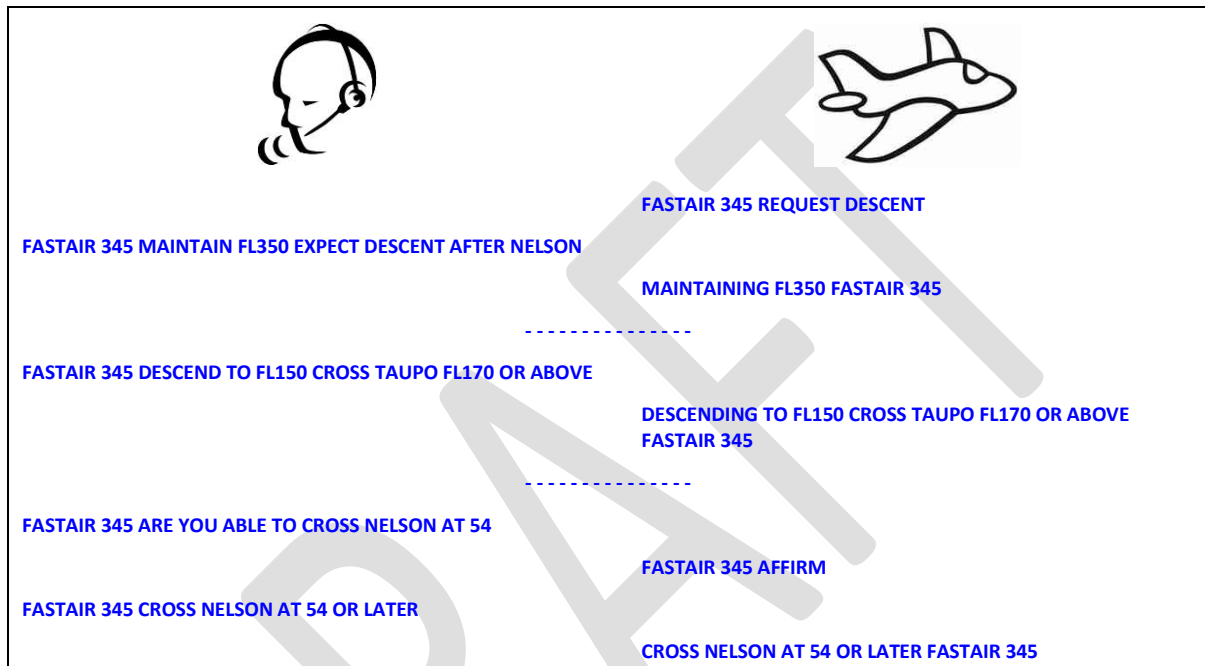 FASTAIR 345 REQUEST DESCENT
FASTAIR 345 MAINTAIN FL350 EXPECT DESCENT AFTER NELSON
MAINTAINING FL350 FASTAIR 345
- - - - - - - - - - - - - - -
FASTAIR 345 DESCEND TO FL150 CROSS TAUPO FL170 OR ABOVE
DESCENDING TO FL150 CROSS TAUPO FL170 OR ABOVE
FASTAIR 345
- - - - - - - - - - - - - - -
FASTAIR 345 ARE YOU ABLE TO CROSS NELSON AT 54
FASTAIR 345 AFFIRM
FASTAIR 345 CROSS NELSON AT 54 OR LATER
CROSS NELSON AT 54 OR LATER FASTAIR 345
DRAFT